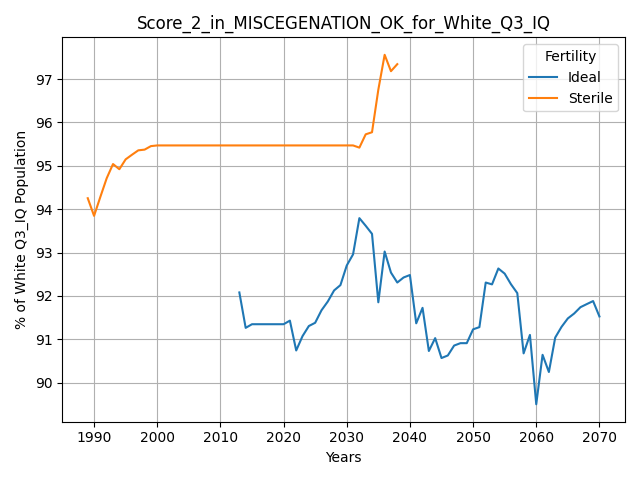 Score_2_in_MISCEGENATION_OK_for_White_Q3_IQ
Fertility
Ideal
Sterile
% of White Q3_IQ Population
97
96
95
94
93
92
91
90
1990 2000 2010 2020 2030 2040 2050 2060 2070
Years